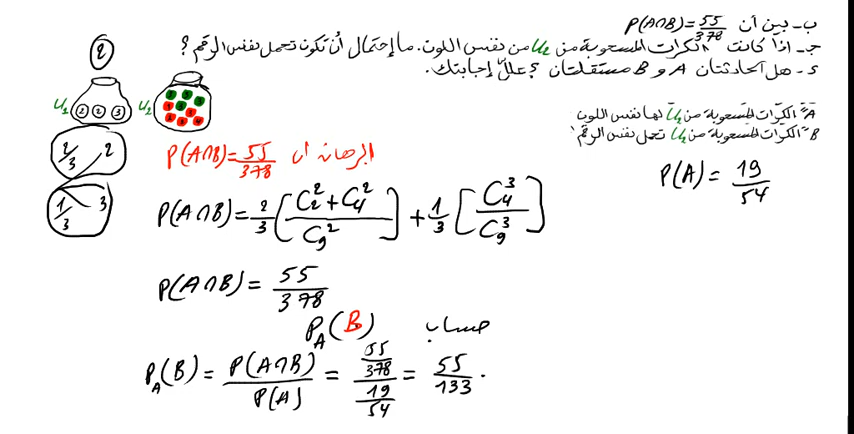 ب- بين أن P(A∩B)=55/378
ج- اذا كانت الكرات المسحوبة من U₂ من نفس اللون. ما إحتمال أن تكون تحمل نفس الرقم؟
د- هل الحادثتان A و B مستقلتان؟ علل إجابتك.
A= الكرات المسحوبة من U₂ لها نفس اللون
B= الكرات المسحوبة من U₂ تحمل نفس الرقم
P(A) = 19/54
2
U₁ 2 2 3
U₂
2/3 2
1/3 3
P(A∩B)=55/378 البرهان أن
P(A∩B)=2/3[(C₂²+C₄²)/C₉²]+1/3[C₄³/C₉³]
P(A∩B) = 55/378
حساب P_A(B)
P_A(B) = P(A∩B)/P(A) = (55/378)/(19/54) = 55/133.